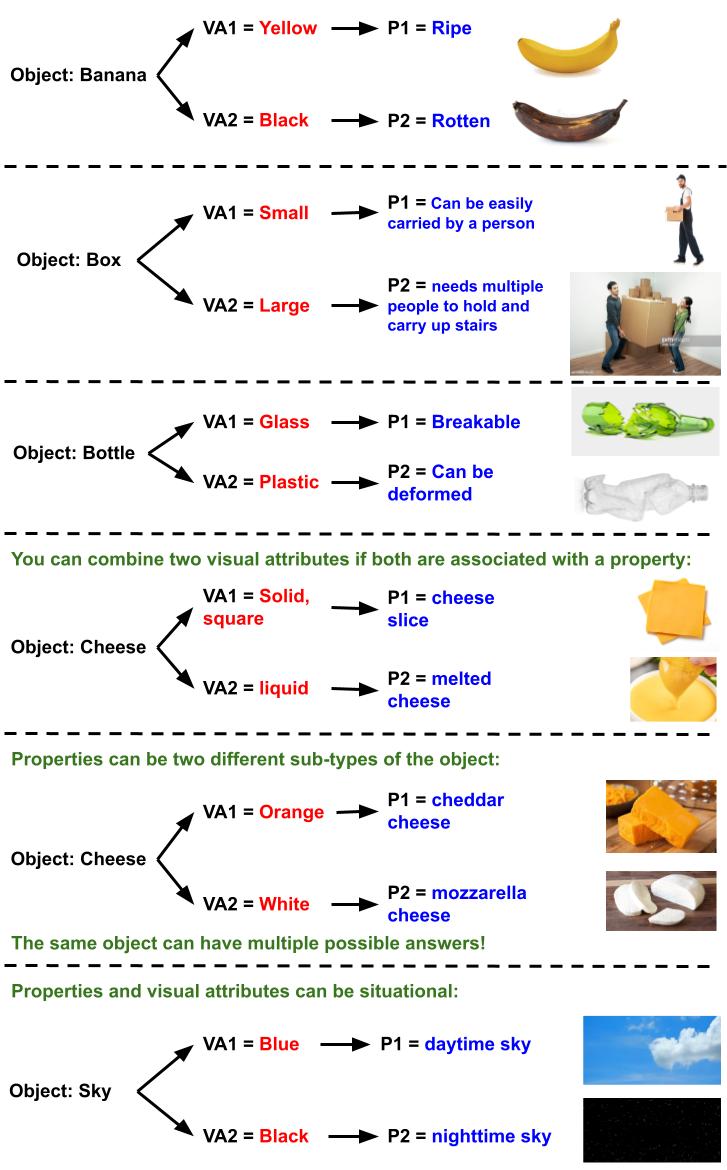 VA1 = Yellow
P1 = Ripe
Object: Banana
VA2 = Black
P2 = Rotten
VA1 = Small
P1 = Can be easily
carried by a person
Object: Box
VA2 = Large
P2 = needs multiple
people to hold and
carry up stairs
VA1 = Glass
P1 = Breakable
Object: Bottle
VA2 = Plastic
P2 = Can be
deformed
You can combine two visual attributes if both are associated with a property:
VA1 = Solid,
square
P1 = cheese
slice
Object: Cheese
VA2 = liquid
P2 = melted
cheese
Properties can be two different sub-types of the object:
VA1 = Orange
P1 = cheddar
cheese
Object: Cheese
VA2 = White
P2 = mozzarella
cheese
The same object can have multiple possible answers!
Properties and visual attributes can be situational:
VA1 = Blue
P1 = daytime sky
Object: Sky
VA2 = Black
P2 = nighttime sky